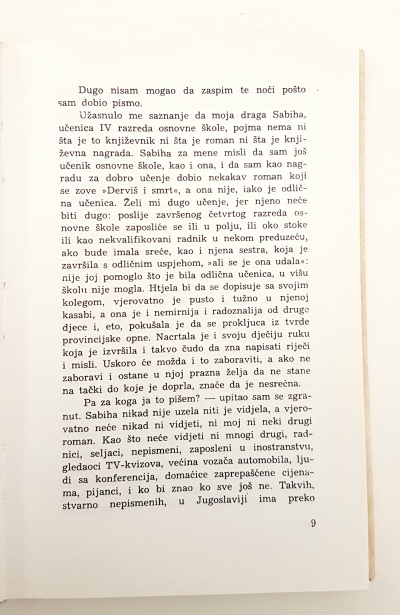 Dugo nisam mogao da zaspim te noći pošto
sam dobio pismo.
Užasnulo me saznanje da moja draga Sabiha,
učenica IV razreda osnovne škole, pojma nema ni
šta je to književnik ni šta je roman ni šta je knji-
ževna nagrada. Sabiha za mene misli da sam još
učenik osnovne škole, kao i ona, i da sam kao nag-
radu za dobro učenje dobio nekakav roman koji
se zove »Derviš i smrt«, a ona nije, iako je odlič-
na učenica. Želi mi dugo učenje, jer njeno neće
biti dugo: poslije završenog četvrtog razreda os-
novne škole zaposliće se ili u polju, ili oko stoke
ili kao nekvalifikovani radnik u nekom preduzeću,
ako bude imala sreće, kao i njena sestra, koja je
završila s odličnim uspjehom, »ali se je ona udala«:
nije joj pomoglo što je bila odlična učenica, u višu
školu nije mogla. Htjela bi da se dopisuje sa svojim
kolegom, vjerovatno je pusto i tužno u njenoj
kasabi, a ona je i nemirnija i radoznalija od druge
djece i, eto, pokušala je da se prokljuca iz tvrde
provincijske opne. Nacrtala je i svoju dječiju ruku
koja je izvršila i takvo čudo da zna napisati riječi
i misli. Uskoro će možda i to zaboraviti, a ako ne
zaboravi i ostane u njoj prazna želja da ne stane
na tački do koje je doprla, znaće da je nesrećna.
Pa za koga ja to pišem? — upitao sam se zgra-
nut. Sabiha nikad nije uzela niti je vidjela, a vjero-
vatno neće nikad ni vidjeti, ni moj ni neki drugi
roman. Kao što neće vidjeti ni mnogi drugi, rad-
nici, seljaci, nepismeni, zaposleni u inostranstvu,
gledaoci TV-kvizova, većina vozača automobila, lju-
di sa konferencija, domaćice zaprepašćene cijena-
ma, pijanci, i ko bi znao ko sve još ne. Takvih,
stvarno nepismenih, u Jugoslaviji ima preko
9